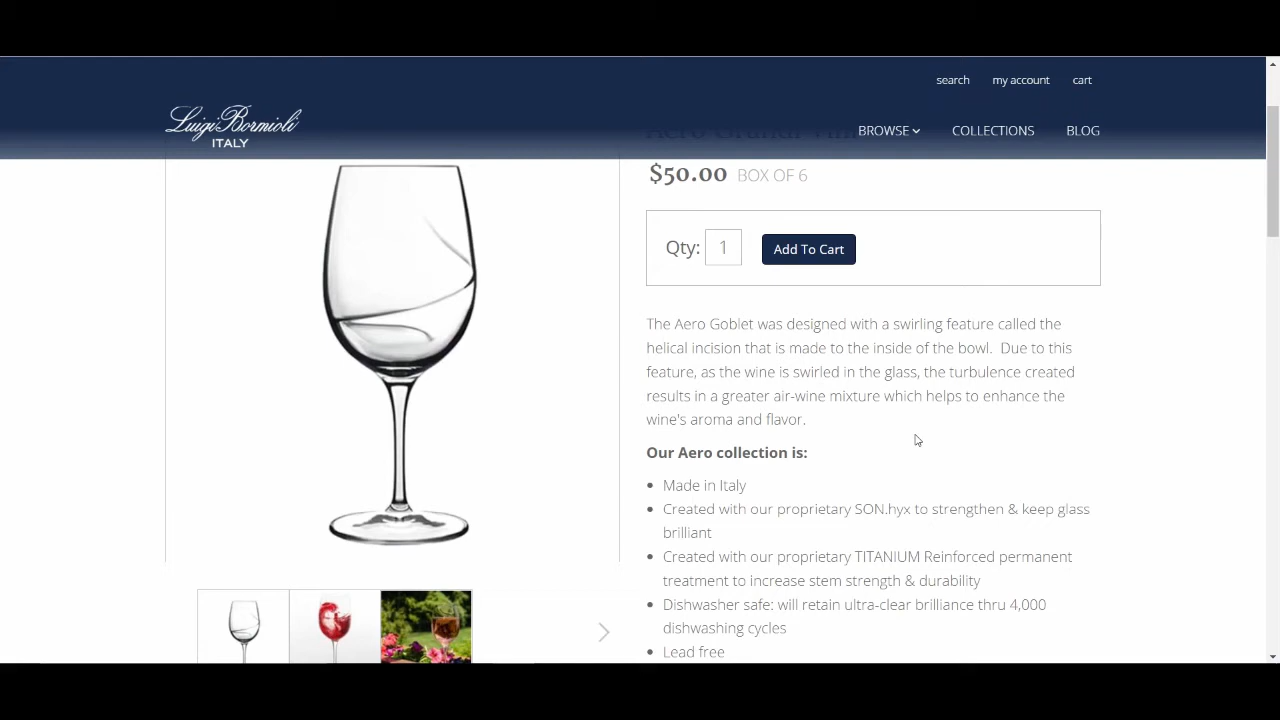 search my account cart
Luigi Bormioli
ITALY
BROWSE COLLECTIONS BLOG
$50.00 BOX OF 6
Qty: 1 Add To Cart
The Aero Goblet was designed with a swirling feature called the
helical incision that is made to the inside of the bowl. Due to this
feature, as the wine is swirled in the glass, the turbulence created
results in a greater air-wine mixture which helps to enhance the
wine's aroma and flavor.
Our Aero collection is:
Made in Italy
Created with our proprietary SON.hyx to strengthen & keep glass
brilliant
Created with our proprietary TITANIUM Reinforced permanent
treatment to increase stem strength & durability
Dishwasher safe: will retain ultra-clear brilliance thru 4,000
dishwashing cycles
Lead free